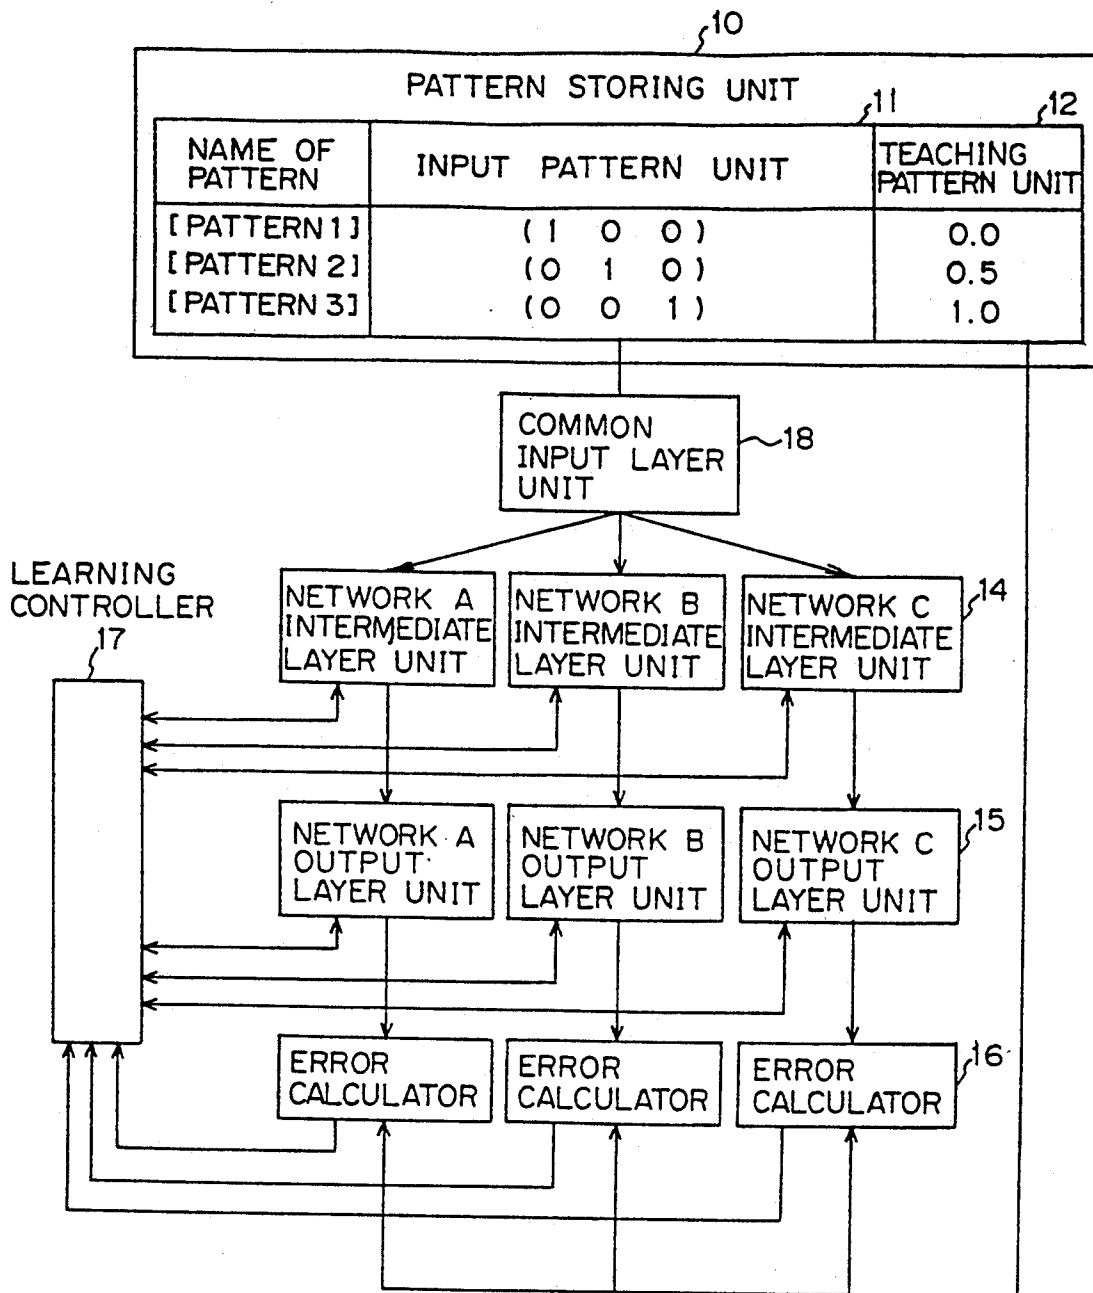 10
PATTERN STORING UNIT
11
12
NAME OF
PATTERN
INPUT PATTERN UNIT
TEACHING
PATTERN UNIT
[PATTERN 1] (1 0 0) 0.0
[PATTERN 2] (0 1 0) 0.5
[PATTERN 3] (0 0 1) 1.0
COMMON
INPUT LAYER
UNIT
18
LEARNING
CONTROLLER
17
NETWORK A
INTERMEDIATE
LAYER UNIT
NETWORK B
INTERMEDIATE
LAYER UNIT
NETWORK C
INTERMEDIATE
LAYER UNIT
14
NETWORK A
OUTPUT
LAYER UNIT
NETWORK B
OUTPUT
LAYER UNIT
NETWORK C
OUTPUT
LAYER UNIT
15
ERROR
CALCULATOR
ERROR
CALCULATOR
ERROR
CALCULATOR
16